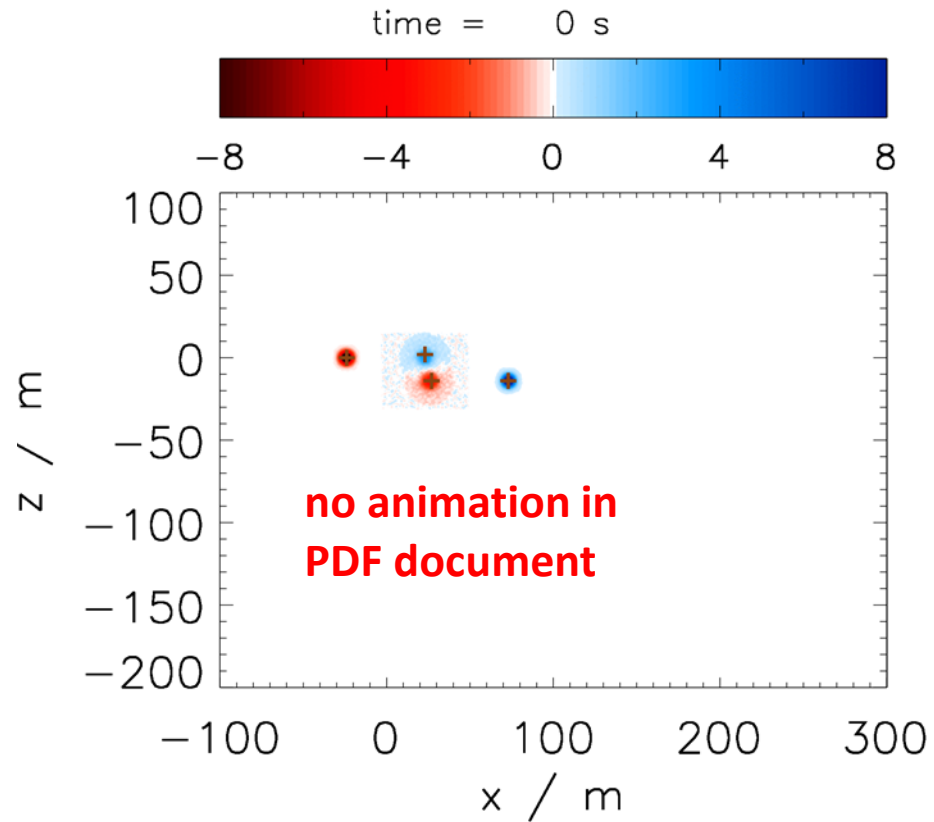 time = 0 s
−8 −4 0 4 8
100
50
0
−50
−100
−150
−200
z / m
no animation in
PDF document
−100 0 100 200 300
x / m